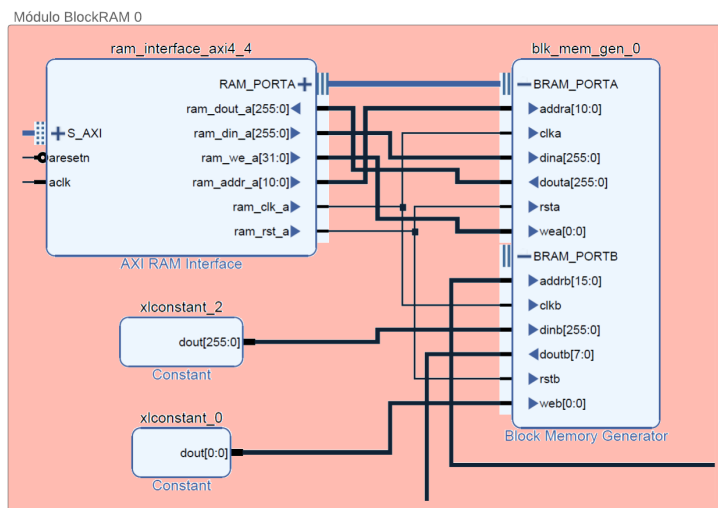 Módulo BlockRAM 0
ram_interface_axi4_4
RAM_PORTA
ram_dout_a[255:0]
ram_din_a[255:0]
ram_we_a[31:0]
ram_addr_a[10:0]
ram_clk_a
ram_rst_a
S_AXI
aresetn
aclk
AXI RAM Interface
blk_mem_gen_0
BRAM_PORTA
addra[10:0]
clka
dina[255:0]
douta[255:0]
rsta
wea[0:0]
BRAM_PORTB
addrb[15:0]
clkb
dinb[255:0]
doutb[7:0]
rstb
web[0:0]
Block Memory Generator
xlconstant_2
dout[255:0]
Constant
xlconstant_0
dout[0:0]
Constant